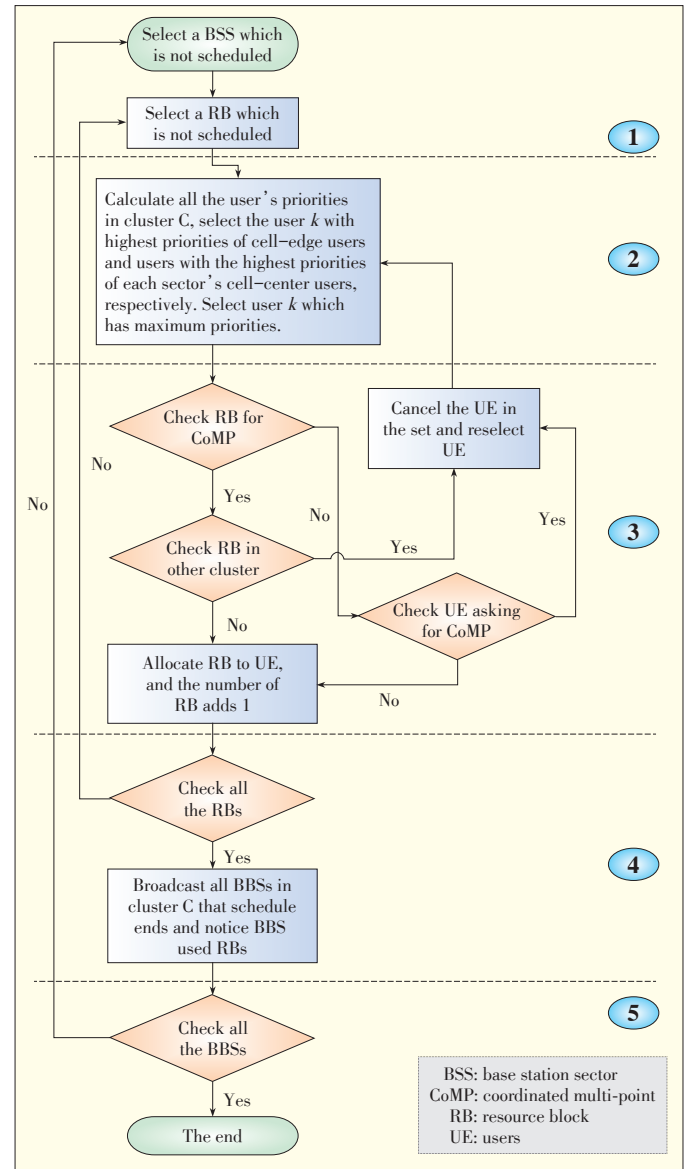 Select a BSS which
is not scheduled
Select a RB which
is not scheduled
1
Calculate all the user's priorities
in cluster C, select the user k with
highest priorities of cell-edge users
and users with the highest priorities
of each sector's cell-center users,
respectively. Select user k which
has maximum priorities.
2
Check RB for
CoMP
Cancel the UE in
the set and reselect
UE
No
No
Yes
No
Yes
3
Check RB in
other cluster
Yes
Check UE asking
for CoMP
No
Allocate RB to UE,
and the number of
RB adds 1
No
Check all
the RBs
Yes
4
Broadcast all BBSs in
cluster C that schedule
ends and notice BBS
used RBs
5
Check all
the BBSs
Yes
The end
BSS: base station sector
CoMP: coordinated multi-point
RB: resource block
UE: users